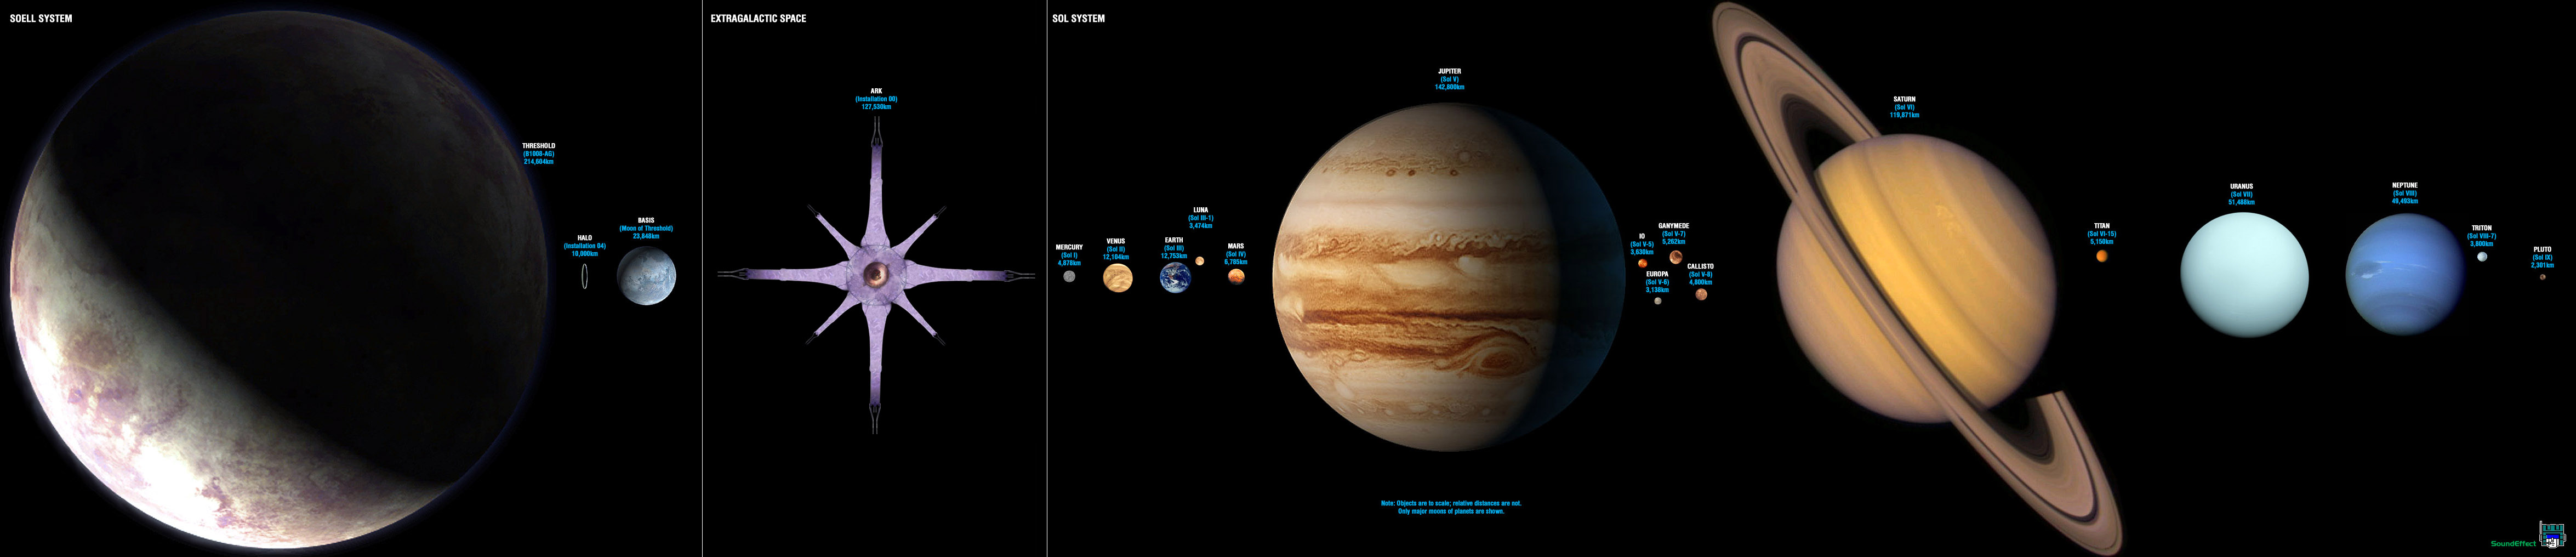 SOELL SYSTEM
THRESHOLD
(B1008-AG)
214,604km
HALO
(Installation 04)
10,000km
BASIS
(Moon of Threshold)
23,848km
EXTRAGALACTIC SPACE
ARK
(Installation 00)
127,530km
SOL SYSTEM
MERCURY
(Sol I)
4,878km
VENUS
(Sol II)
12,104km
EARTH
(Sol III)
12,753km
LUNA
(Sol III-1)
3,474km
MARS
(Sol IV)
6,785km
JUPITER
(Sol V)
142,800km
IO
(Sol V-5)
3,630km
EUROPA
(Sol V-6)
3,138km
GANYMEDE
(Sol V-7)
5,262km
CALLISTO
(Sol V-8)
4,800km
SATURN
(Sol VI)
119,871km
TITAN
(Sol VI-15)
5,150km
URANUS
(Sol VII)
51,488km
NEPTUNE
(Sol VIII)
49,493km
TRITON
(Sol VIII-7)
3,800km
PLUTO
(Sol IX)
2,301km
Note: Objects are to scale; relative distances are not.
Only major moons of planets are shown.
SoundEffect